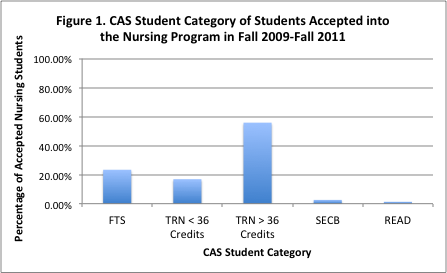 Figure 1. CAS Student Category of Students Accepted into
the Nursing Program in Fall 2009-Fall 2011
Percentage of Accepted Nursing Students
100.00%
80.00%
60.00%
40.00%
20.00%
0.00%
FTS
TRN < 36
Credits
TRN > 36
Credits
SECB
READ
CAS Student Category